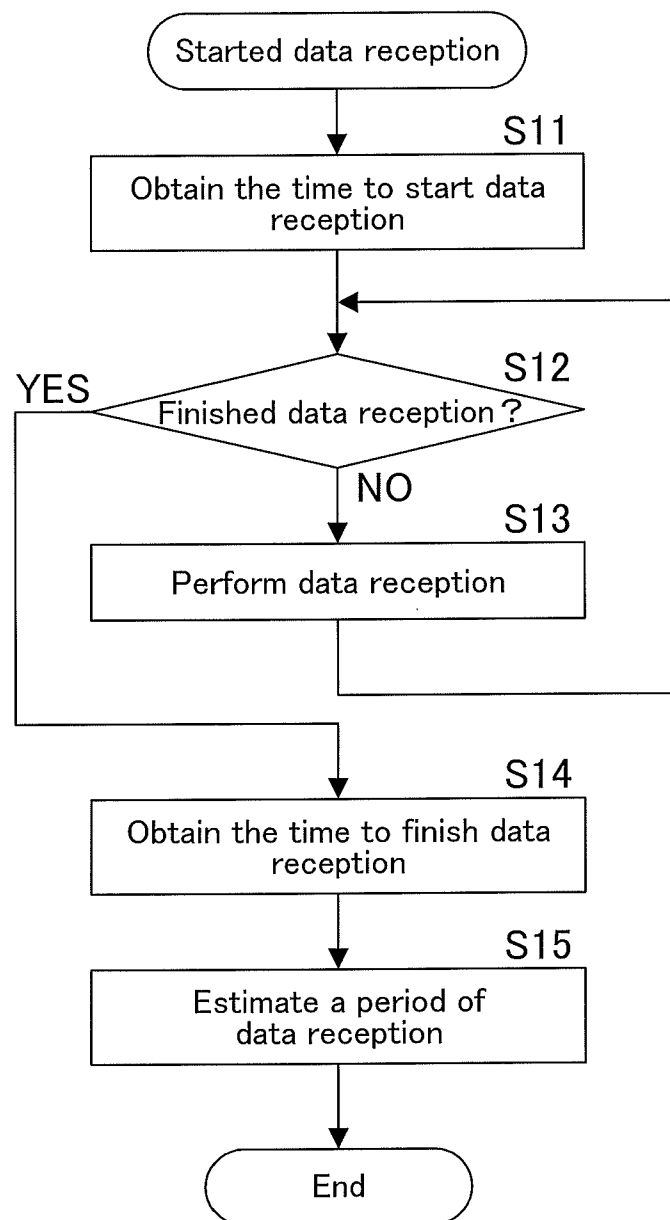 Started data reception
S11
Obtain the time to start data
reception
S12
YES
Finished data reception?
NO
S13
Perform data reception
S14
Obtain the time to finish data
reception
S15
Estimate a period of
data reception
End